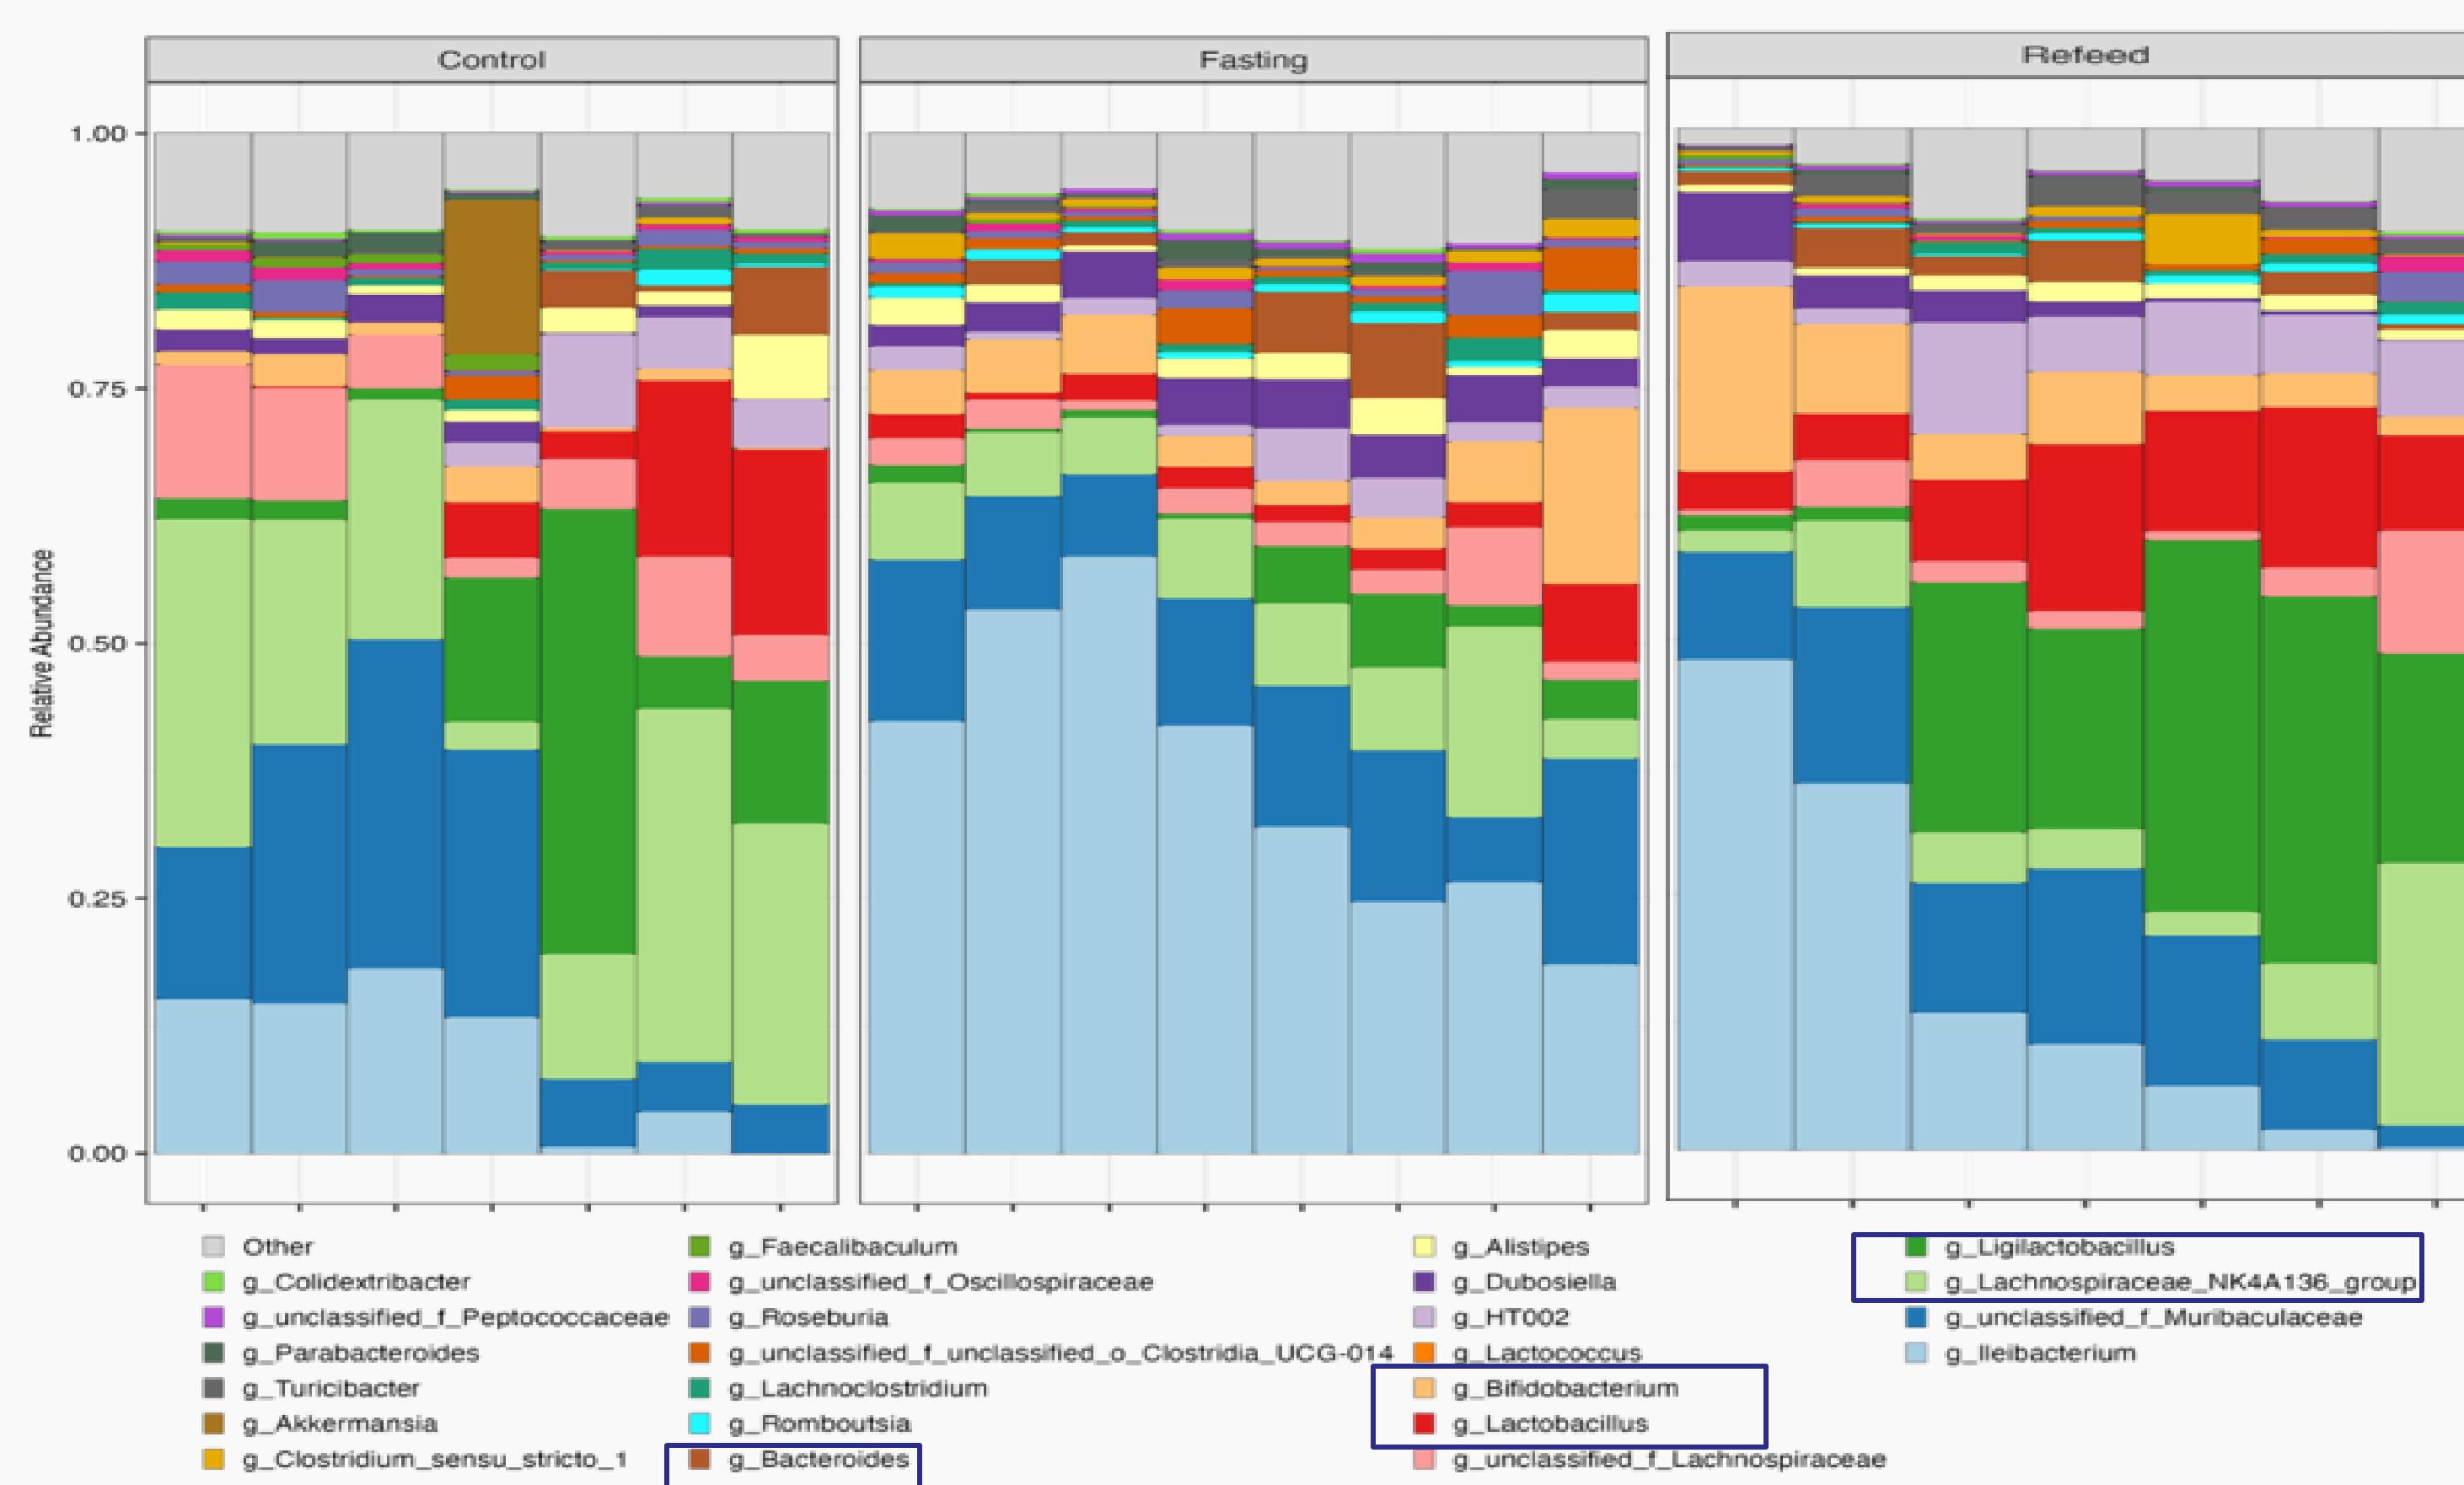 Control
Fasting
Refeed
1.00
0.75
0.50
0.25
0.00
Relative Abundance
Other
g_Colidextribacter
g_unclassified_f_Peptococcaceae
g_Parabacteroides
g_Turicibacter
g_Akkermansia
g_Clostridium_sensu_stricto_1
g_Faecalibaculum
g_unclassified_f_Oscillospiraceae
g_Roseburia
g_unclassified_f_unclassified_o_Clostridia_UCG-014
g_Lachnoclostridium
g_Romboutsia
g_Bacteroides
g_Alistipes
g_Dubosiella
g_HT002
g_Lactococcus
g_Bifidobacterium
g_Lactobacillus
g_unclassified_f_Lachnospiraceae
g_Ligilactobacillus
g_Lachnospiraceae_NK4A136_group
g_unclassified_f_Muribaculaceae
g_Ileibacterium